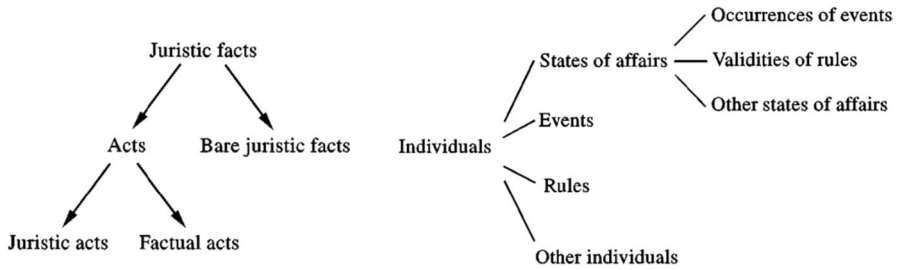 Juristic facts
Acts
Bare juristic facts
Juristic acts
Factual acts
Individuals
States of affairs
Events
Rules
Other individuals
Occurrences of events
Validities of rules
Other states of affairs